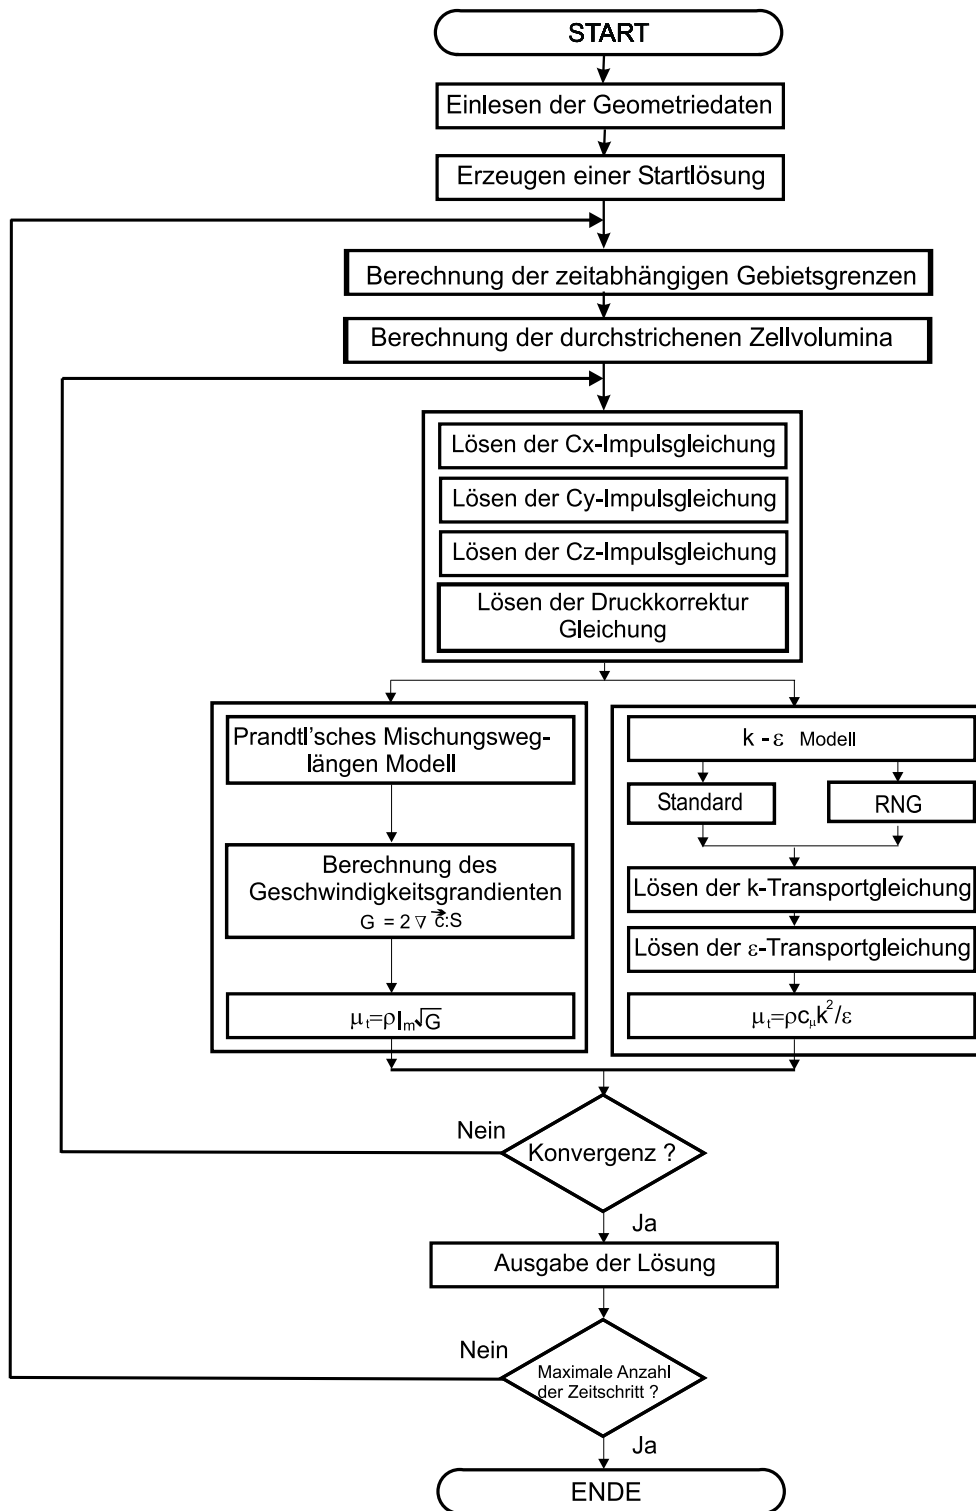 START
Einlesen der Geometriedaten
Erzeugen einer Startlösung
Berechnung der zeitabhängigen Gebietsgrenzen
Berechnung der durchstrichenen Zellvolumina
Lösen der Cx-Impulsgleichung
Lösen der Cy-Impulsgleichung
Lösen der Cz-Impulsgleichung
Lösen der Druckkorrektur
Gleichung
Prandtl'sches Mischungsweg-
längen Modell
Berechnung des
Geschwindigkeitsgrandienten
G = 2 ∇ c⃗:S
μₜ=ρlₘ√G
k - ε Modell
Standard
RNG
Lösen der k-Transportgleichung
Lösen der ε-Transportgleichung
μₜ=ρc_μk²/ε
Nein
Konvergenz ?
Ja
Ausgabe der Lösung
Nein
Maximale Anzahl
der Zeitschritt ?
Ja
ENDE